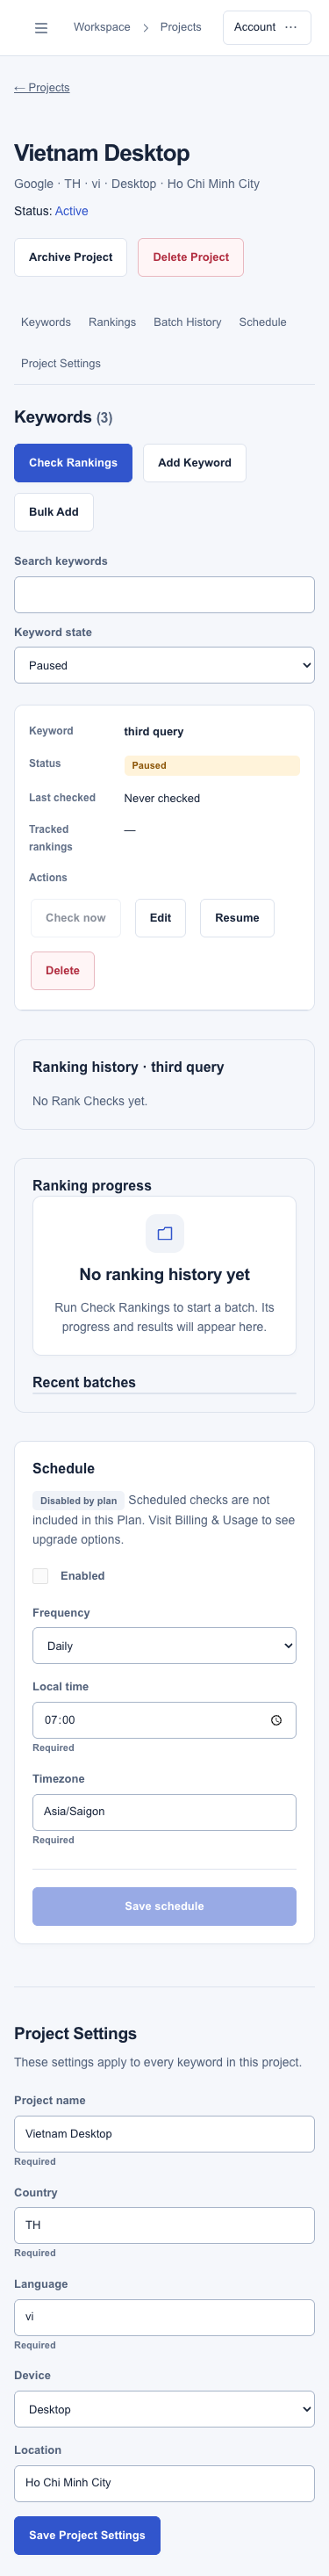 Workspace > Projects Account ...
← Projects
Vietnam Desktop
Google · TH · vi · Desktop · Ho Chi Minh City
Status: Active
Archive Project Delete Project
Keywords Rankings Batch History Schedule
Project Settings
Keywords (3)
Check Rankings Add Keyword
Bulk Add
Search keywords
Keyword state
Paused
Keyword third query
Status Paused
Last checked Never checked
Tracked —
rankings
Actions
Check now Edit Resume
Delete
Ranking history · third query
No Rank Checks yet.
Ranking progress
No ranking history yet
Run Check Rankings to start a batch. Its
progress and results will appear here.
Recent batches
Schedule
Disabled by plan Scheduled checks are not
included in this Plan. Visit Billing & Usage to see
upgrade options.
Enabled
Frequency
Daily
Local time
07:00
Required
Timezone
Asia/Saigon
Required
Save schedule
Project Settings
These settings apply to every keyword in this project.
Project name
Vietnam Desktop
Required
Country
TH
Required
Language
vi
Required
Device
Desktop
Location
Ho Chi Minh City
Save Project Settings